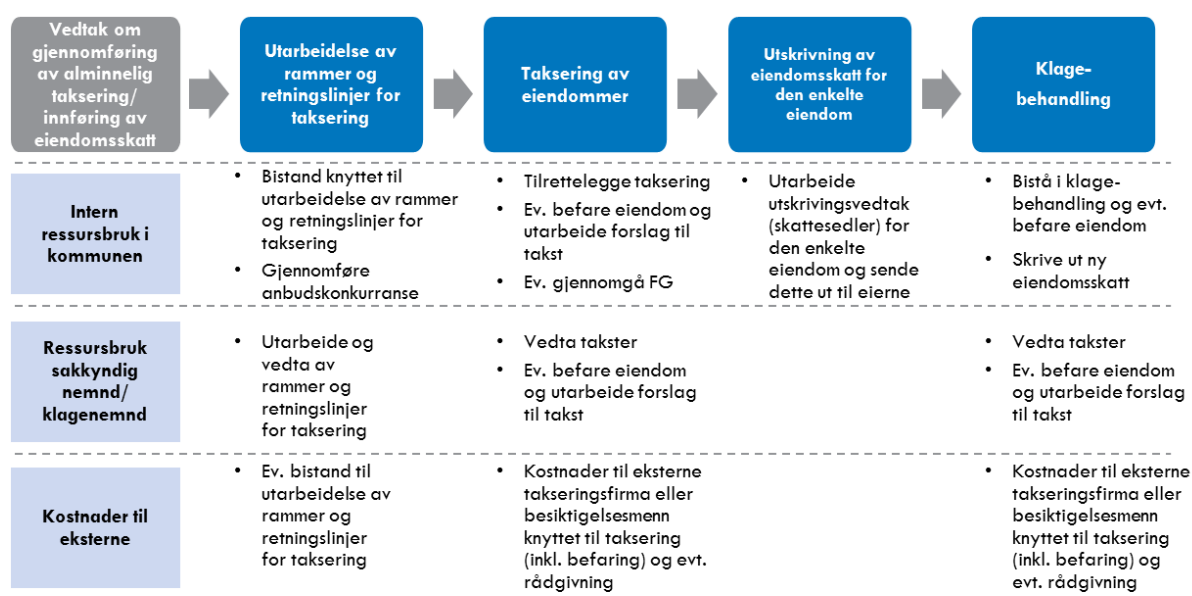 Vedtak om
gjennomføring
av alminnelig
taksering/
innføring av
eiendomsskatt
Utarbeidelse av
rammer og
retningslinjer for
taksering
Taksering av
eiendommer
Utskrivning av
eiendomsskatt for
den enkelte
eiendom
Klage-
behandling
Intern
ressursbruk i
kommunen
• Bistand knyttet til
utarbeidelse av rammer
og retningslinjer for
taksering
• Gjennomføre
anbudskonkurranse
• Tilrettelegge taksering
• Ev. befare eiendom og
utarbeide forslag til
takst
• Ev. gjennomgå FG
• Utarbeide
utskrivingsvedtak
(skattesedler) for
den enkelte
eiendom og sende
dette ut til eierne
• Bistå i klage-
behandling og evt.
befare eiendom
• Skrive ut ny
eiendomsskatt
Ressursbruk
sakkyndig
nemnd/
klagenemnd
• Utarbeide og
vedta av
rammer og
retningslinjer
for taksering
• Vedta takster
• Ev. befare eiendom
og utarbeide forslag
til takst
• Vedta takster
• Ev. befare eiendom
og utarbeide forslag
til takst
Kostnader til
eksterne
• Ev. bistand til
utarbeidelse av
rammer og
retningslinjer
for taksering
• Kostnader til eksterne
takseringsfirma eller
besiktigelsesmenn
knyttet til taksering
(inkl. befaring) og evt.
rådgivning
• Kostnader til eksterne
takseringsfirma eller
besiktigelsesmenn
knyttet til taksering
(inkl. befaring) og
evt. rådgivning